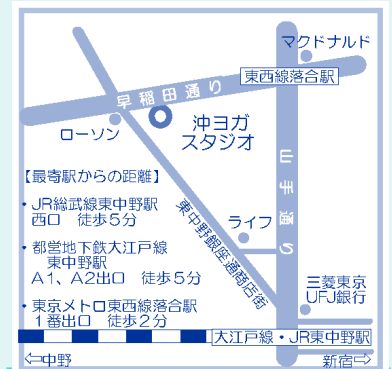 マクドナルド
東西線落合駅
早稲田通り
ローソン
沖ヨガ
スタジオ
山手通り
【最寄駅からの距離】
・JR総武線東中野駅
西口 徒歩5分
・都営地下鉄大江戸線
東中野駅
A1、A2出口 徒歩5分
・東京メトロ東西線落合駅
1番出口 徒歩2分
東中野銀座通商店街
ライフ
三菱東京
UFJ銀行
大江戸線・JR東中野駅
⇦中野
新宿⇨